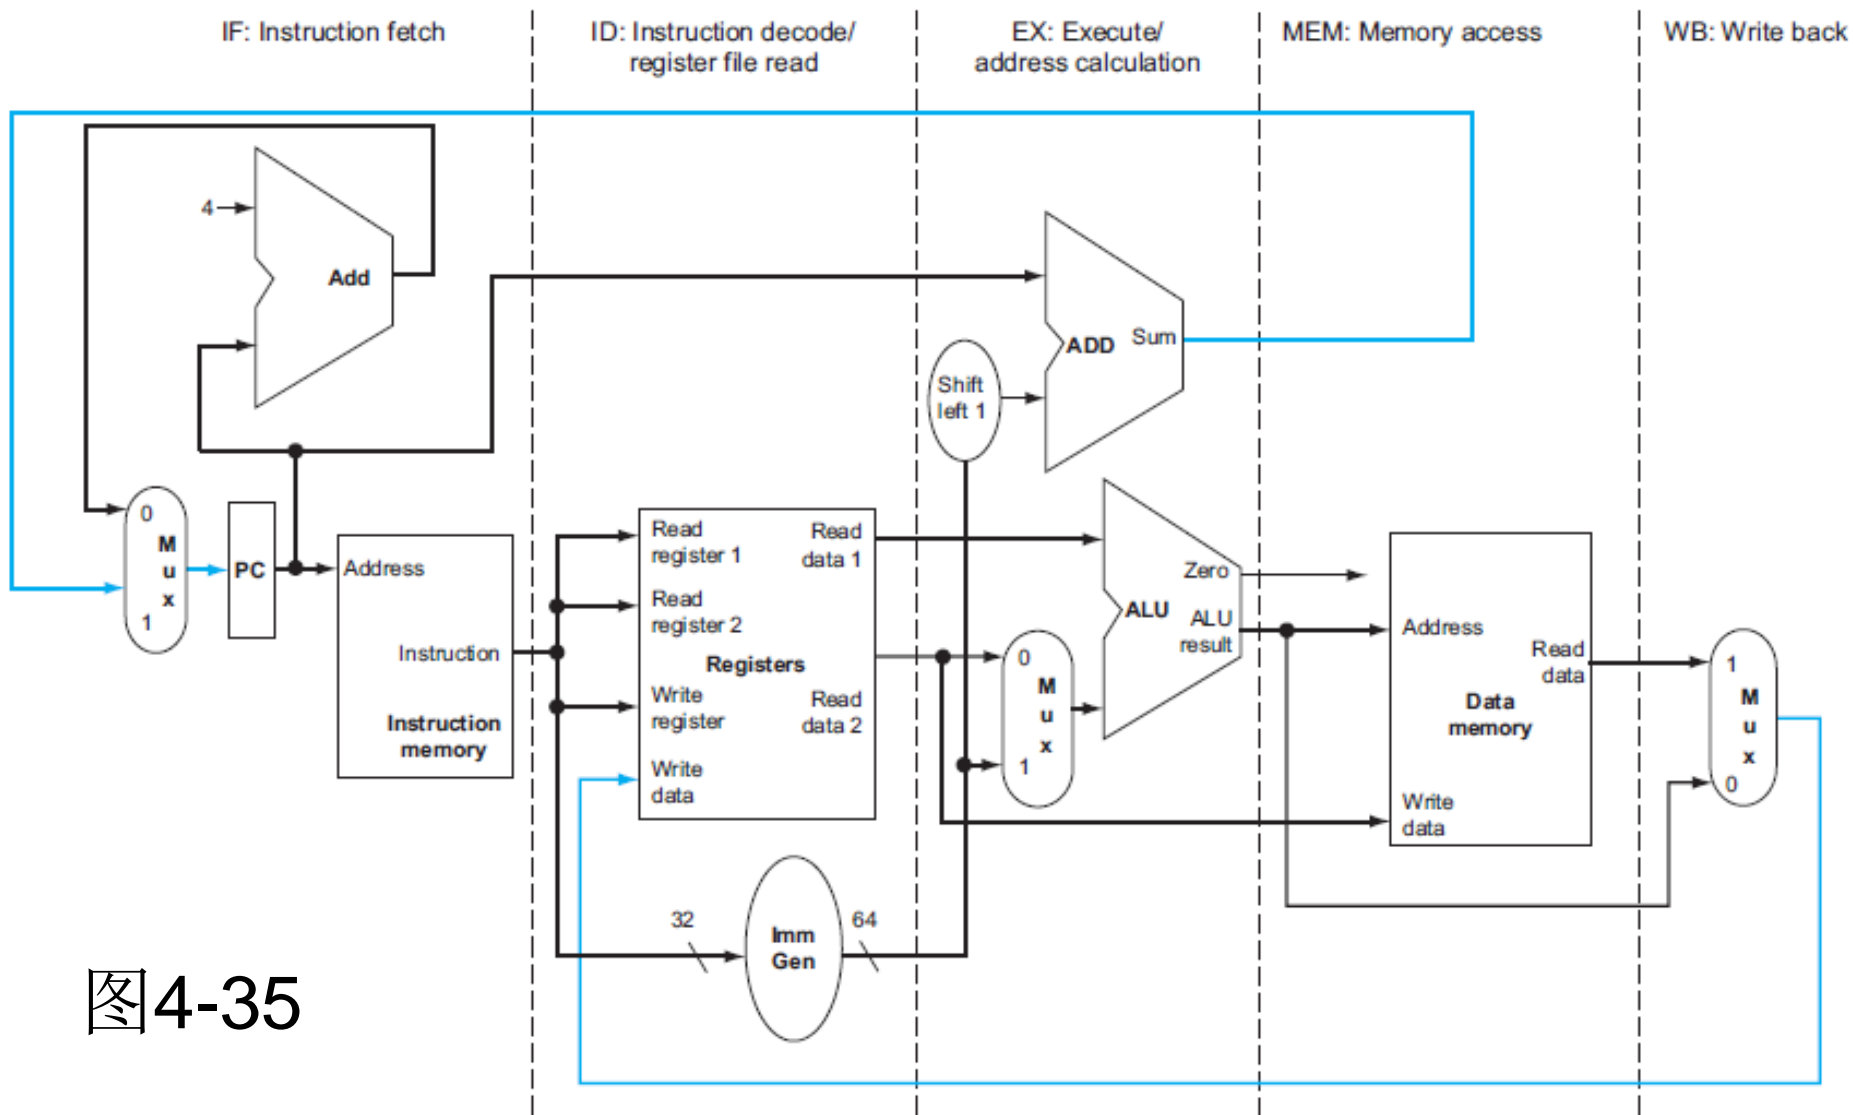 IF: Instruction fetch
ID: Instruction decode/
register file read
EX: Execute/
address calculation
MEM: Memory access
WB: Write back
4
Add
ADD
Sum
Shift
left 1
0
M
u
x
1
PC
Address
Instruction
Instruction
memory
Read
register 1
Read
register 2
Write
register
Write
data
Registers
Read
data 1
Read
data 2
0
M
u
x
1
Zero
ALU
ALU
result
Address
Read
data
Data
memory
Write
data
1
M
u
x
0
32
Imm
Gen
64
图4-35